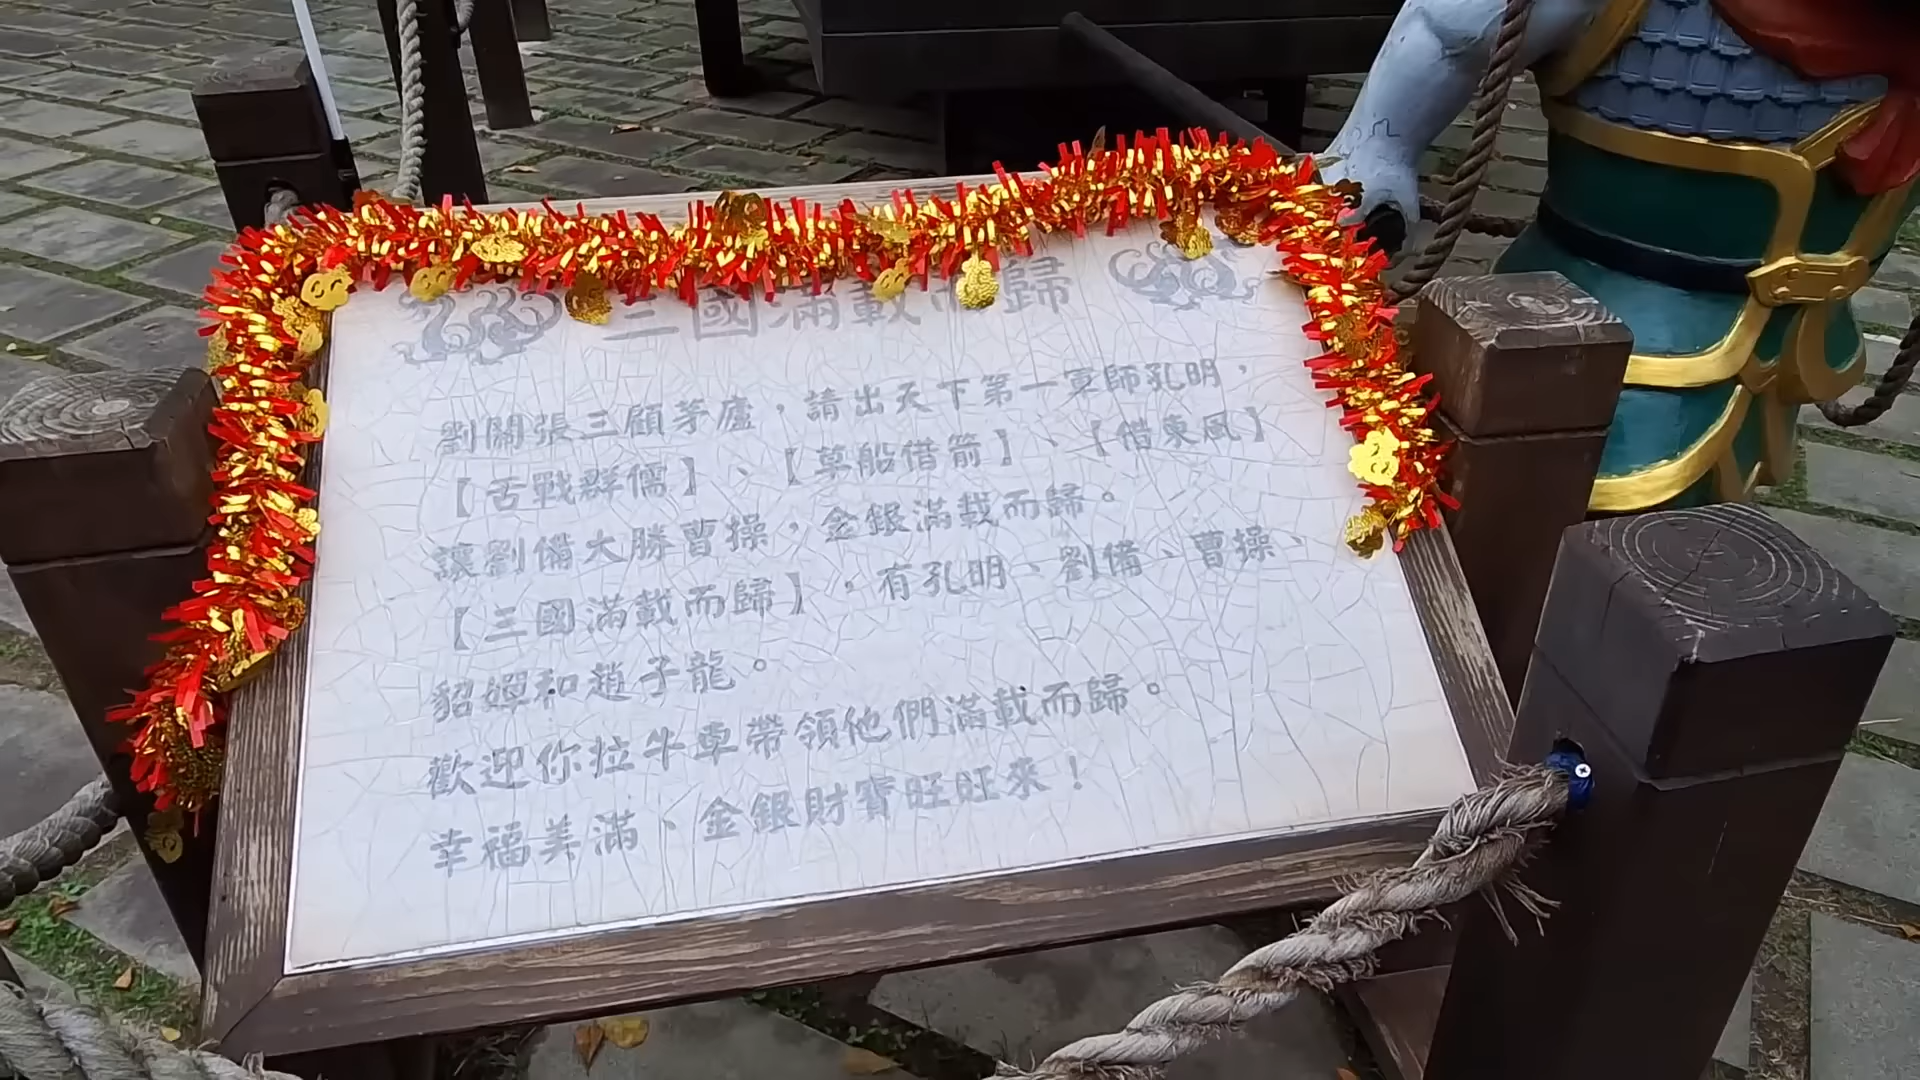 三國滿載而歸
劉關張三顧茅廬，請出天下第一軍師孔明，
【舌戰群儒】、【草船借箭】、【借東風】
讓劉備大勝曹操，金銀滿載而歸。
【三國滿載而歸】，有孔明、劉備、曹操、
貂嬋和趙子龍。
歡迎你拉牛車帶領他們滿載而歸。
幸福美滿、金銀財寶旺旺來！